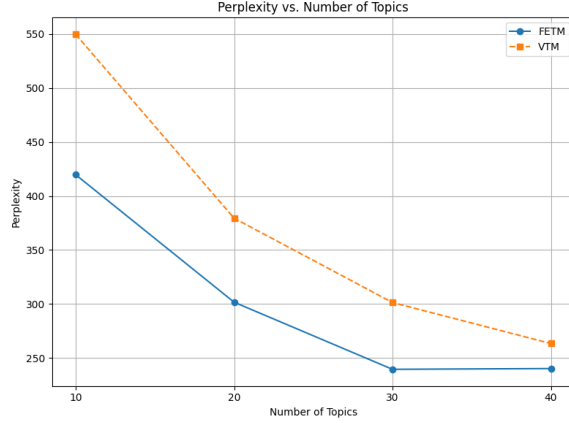 Perplexity vs. Number of Topics
FETM
VTM
550
500
450
400
350
300
250
Perplexity
10
20
30
40
Number of Topics